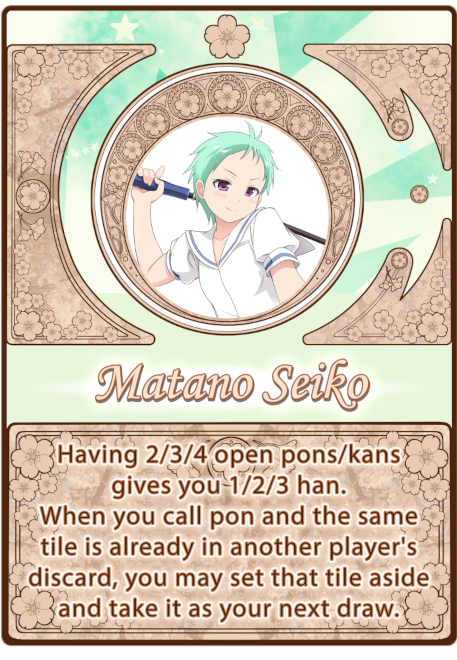 Matano Seiko
Having 2/3/4 open pons/kans
gives you 1/2/3 han.
When you call pon and the same
tile is already in another player's
discard, you may set that tile aside
and take it as your next draw.